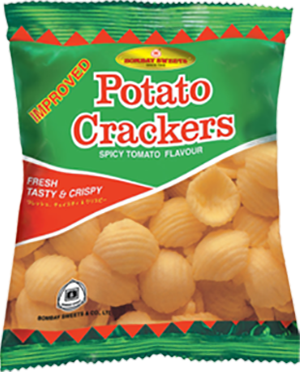 BOMBAY SWEETS
IMPROVED
Potato
Crackers
SPICY TOMATO FLAVOUR
FRESH
TASTY & CRISPY
BOMBAY SWEETS & CO. LTD